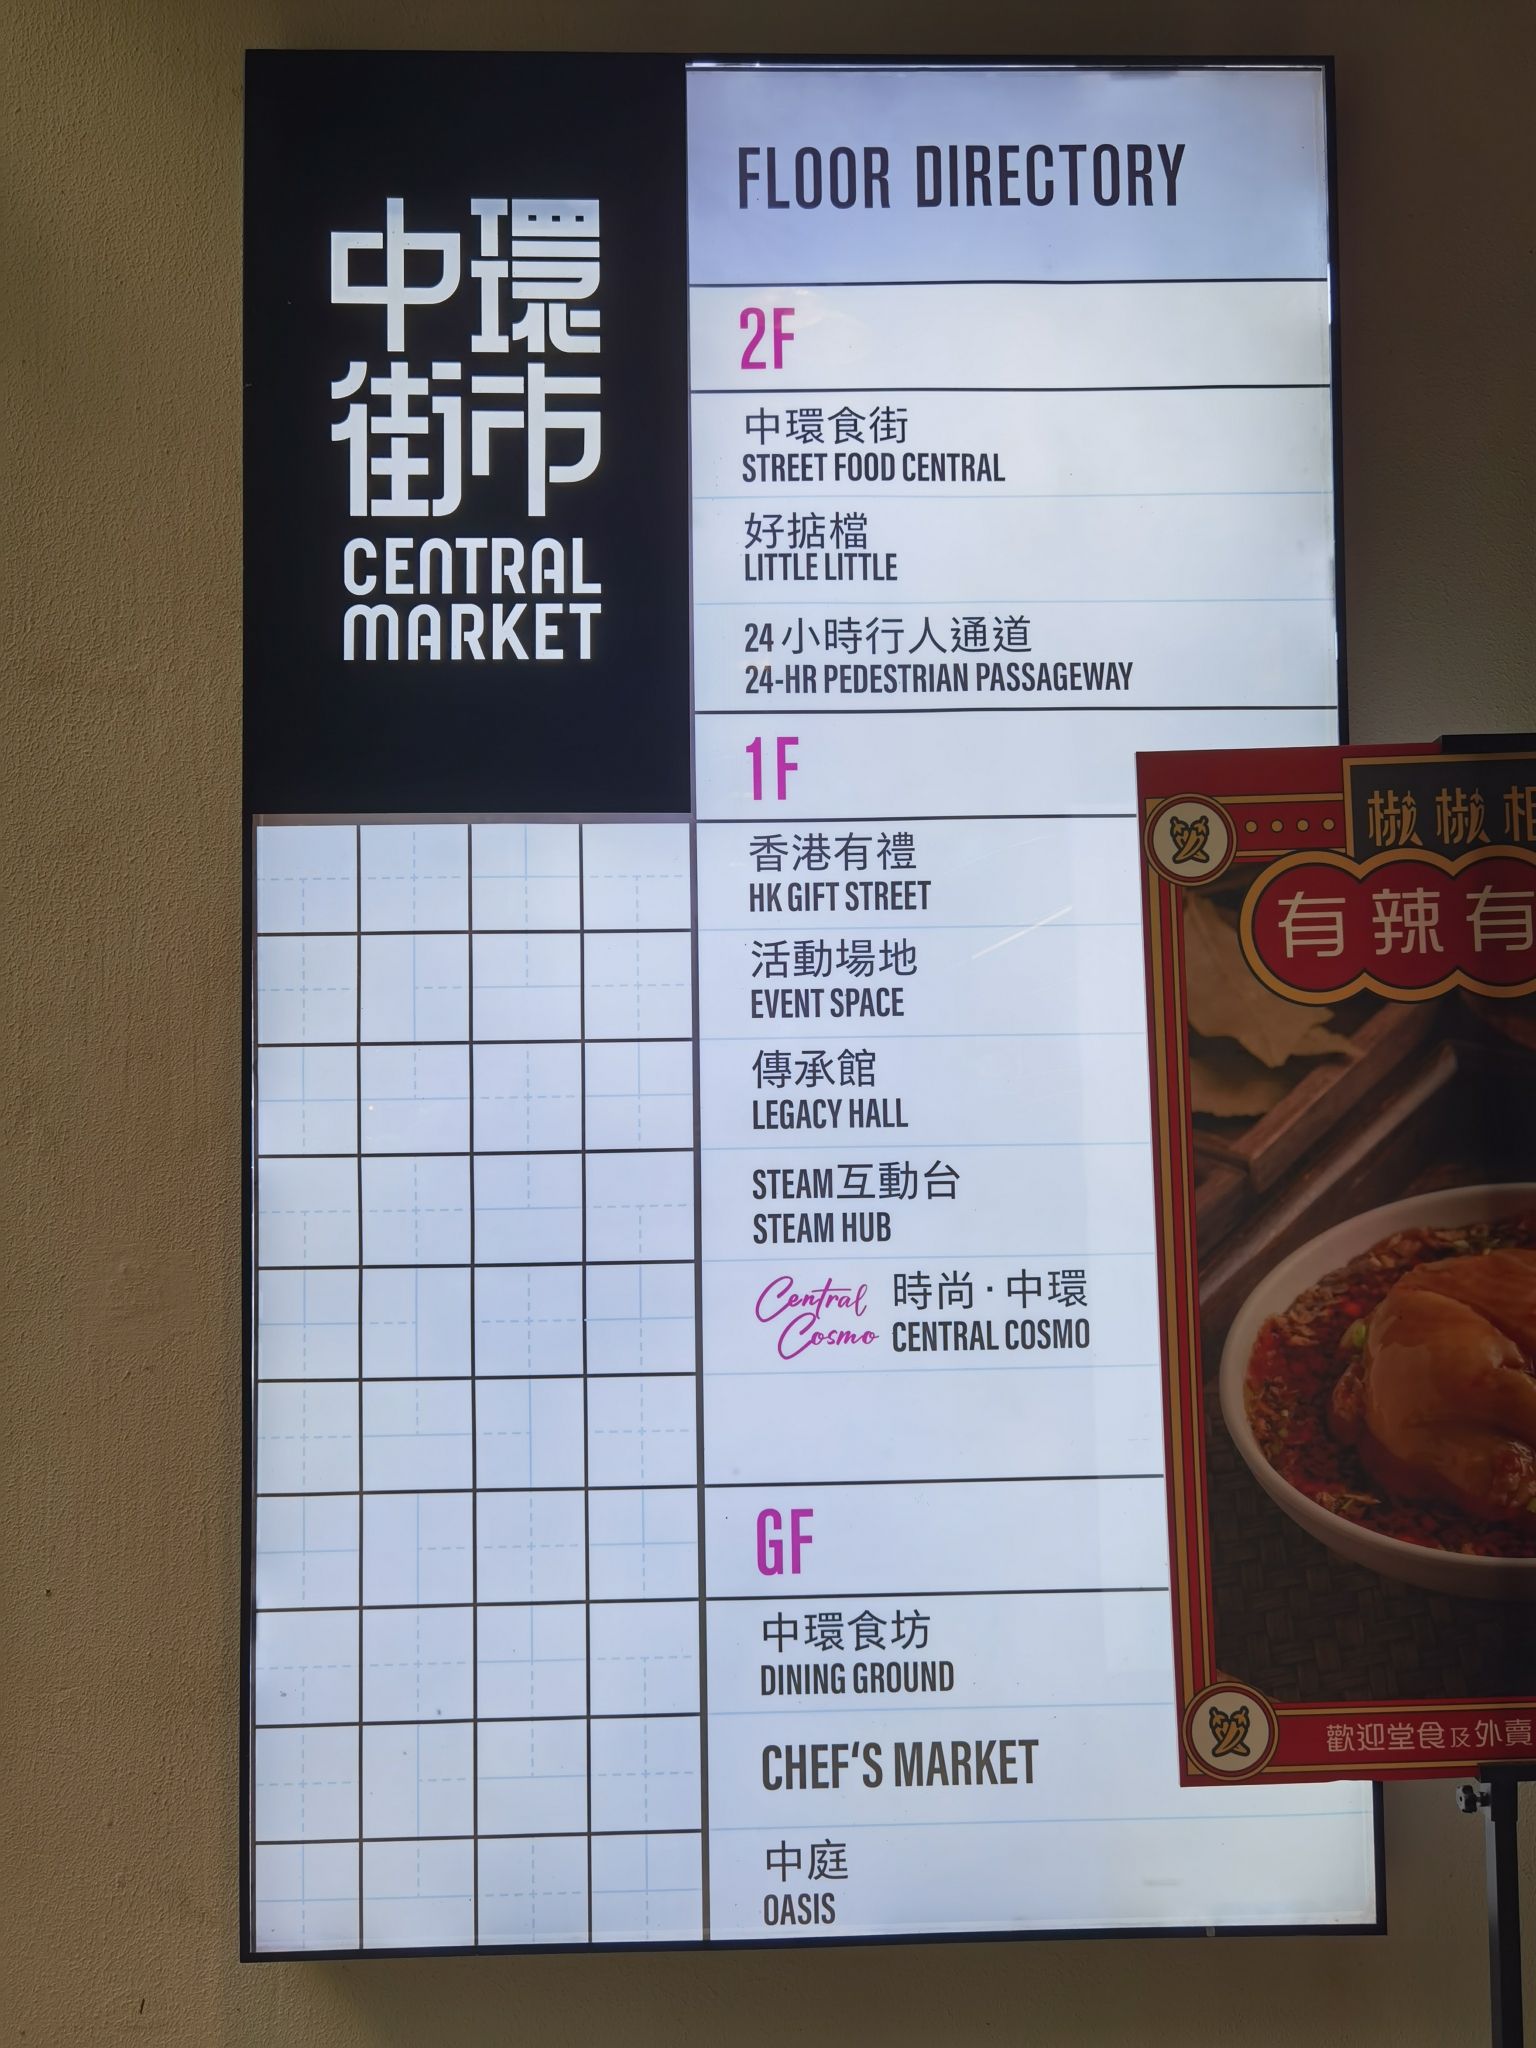 中環
街市
CENTRAL
MARKET
FLOOR DIRECTORY
2F
中環食街
STREET FOOD CENTRAL
好掂檔
LITTLE LITTLE
24小時行人通道
24-HR PEDESTRIAN PASSAGEWAY
1F
香港有禮
HK GIFT STREET
活動場地
EVENT SPACE
傳承館
LEGACY HALL
STEAM互動台
STEAM HUB
Central
Cosmo
時尚·中環
CENTRAL COSMO
GF
中環食坊
DINING GROUND
CHEF‘S MARKET
中庭
OASIS
椒椒
有辣有
歡迎堂食及外賣